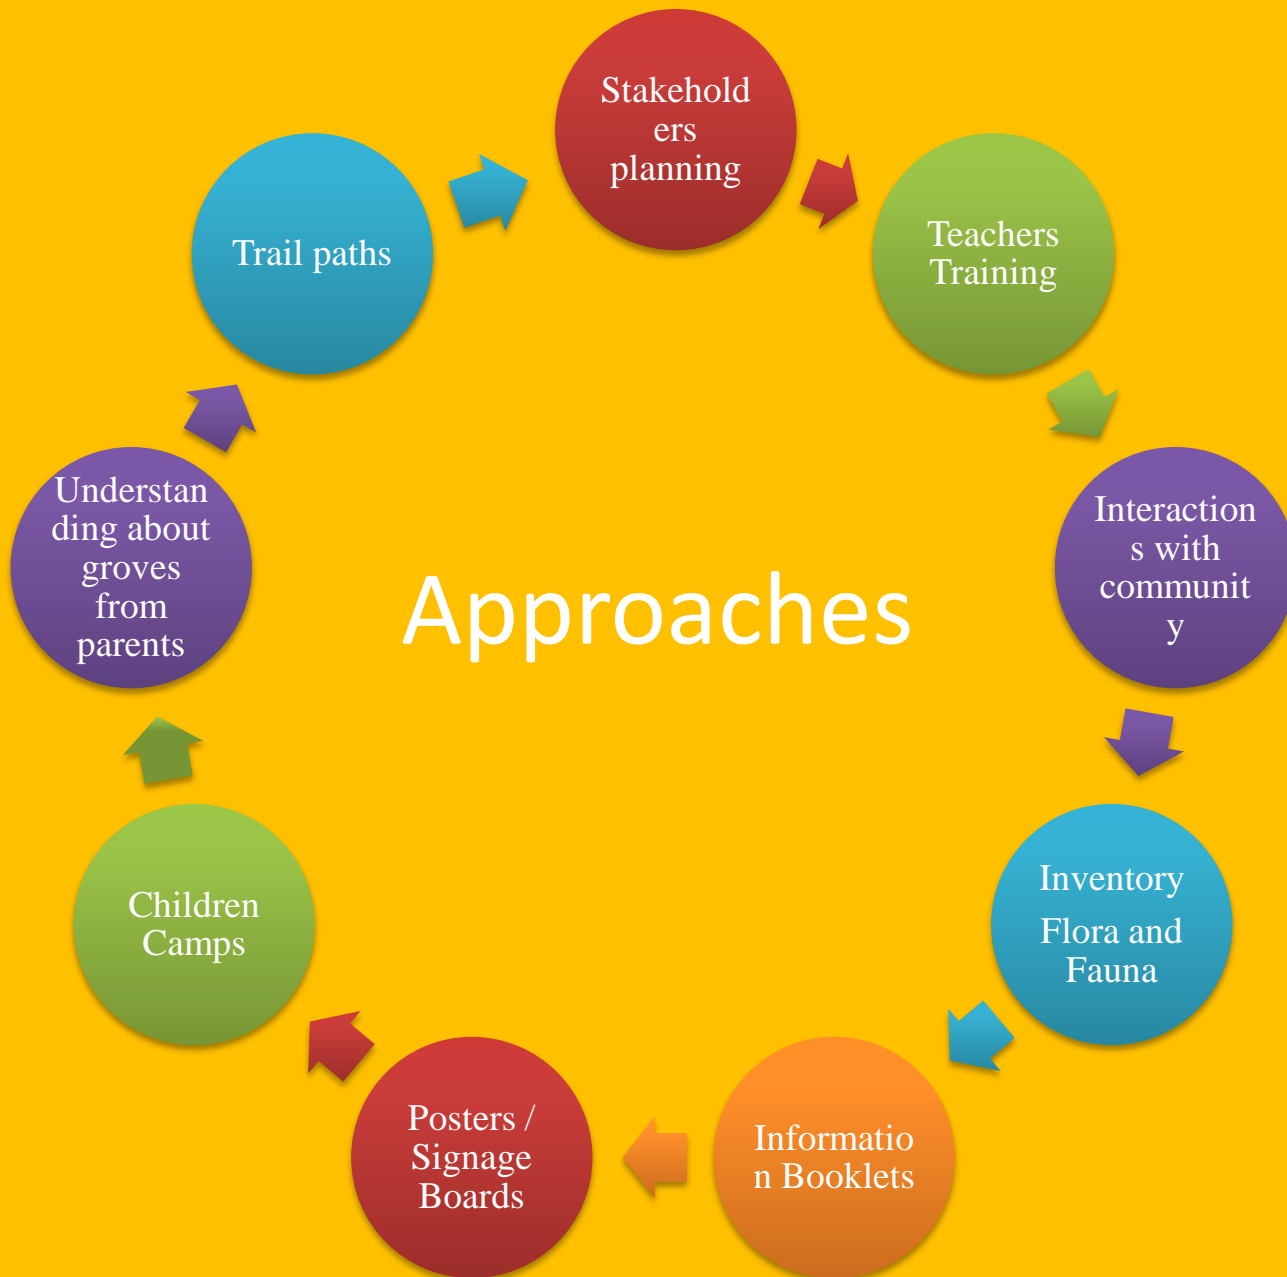 Stakehold
ers
planning
Teachers
Training
Interaction
s with
communit
y
Inventory
Flora and
Fauna
Informatio
n Booklets
Posters /
Signage
Boards
Children
Camps
Understan
ding about
groves
from
parents
Trail paths
Approaches